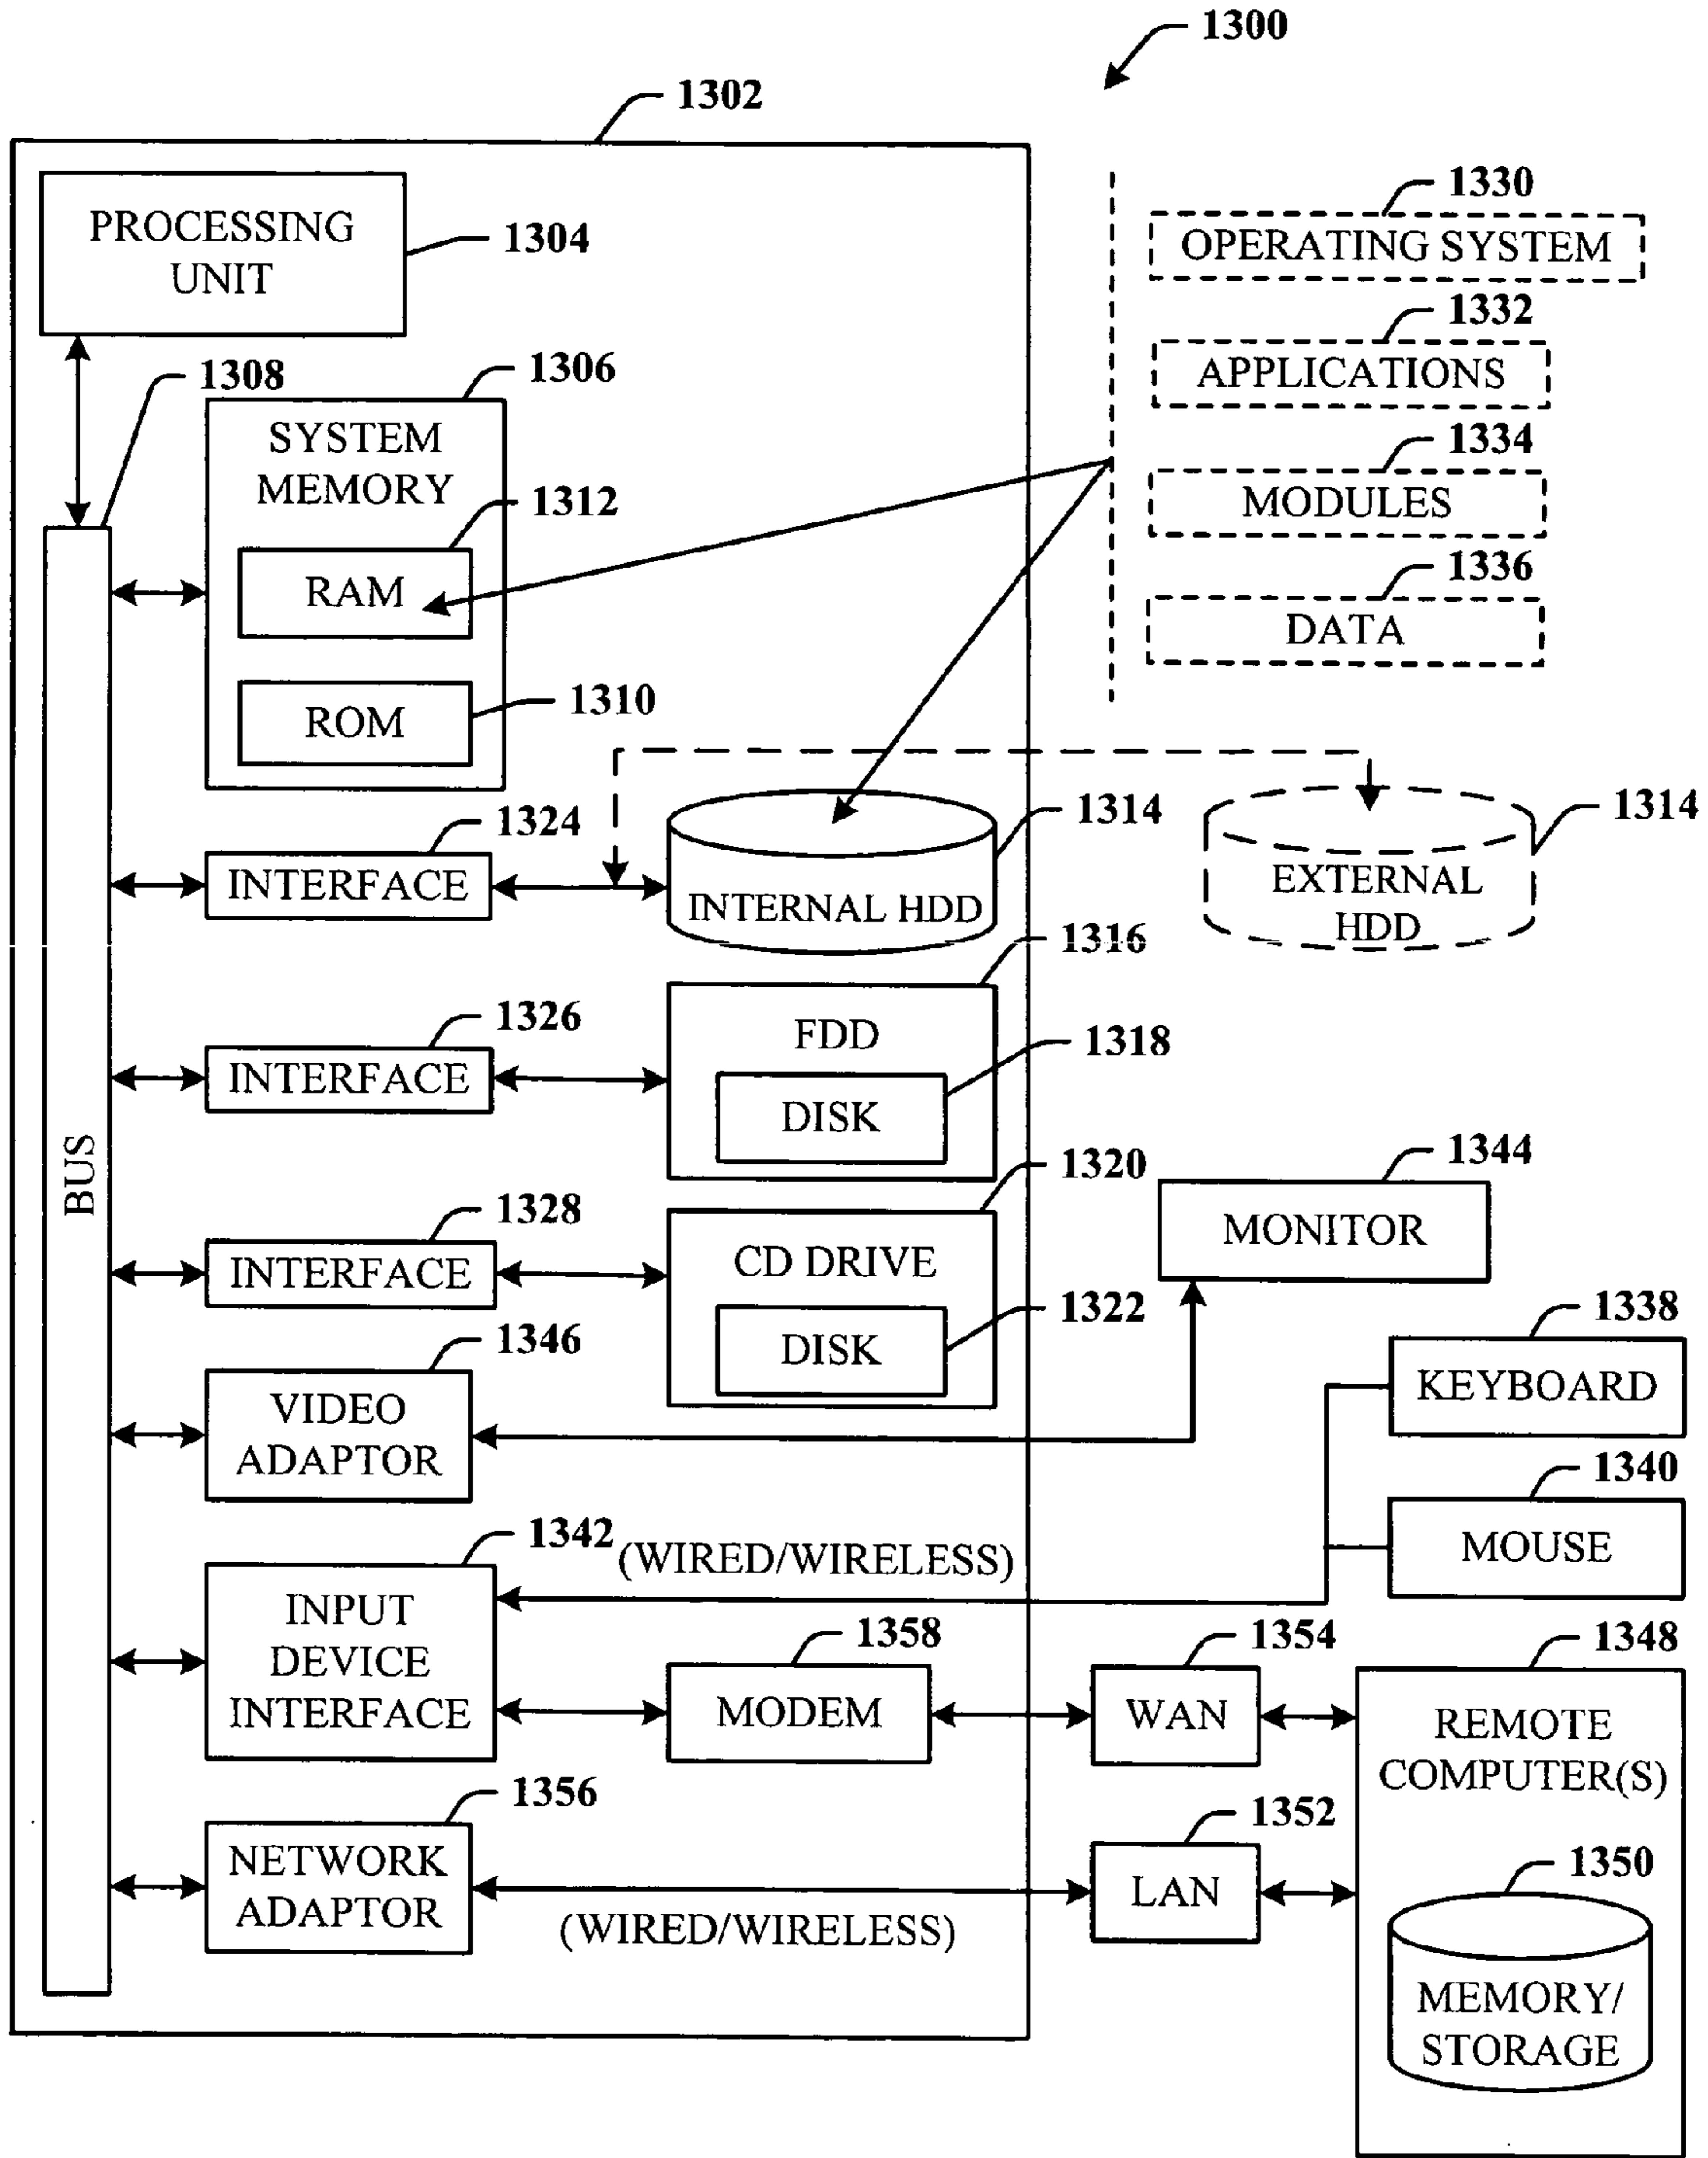 1300
1302
PROCESSING
UNIT
1304
1330
OPERATING SYSTEM
1332
APPLICATIONS
1334
MODULES
1336
DATA
1308
1306
SYSTEM
MEMORY
1312
RAM
1310
ROM
BUS
1324
INTERFACE
1314
INTERNAL HDD
1314
EXTERNAL
HDD
1326
INTERFACE
1316
FDD
1318
DISK
1328
INTERFACE
1320
CD DRIVE
1322
DISK
1344
MONITOR
1346
VIDEO
ADAPTOR
1338
KEYBOARD
1340
MOUSE
1342
(WIRED/WIRELESS)
INPUT
DEVICE
INTERFACE
1358
MODEM
1354
WAN
1348
REMOTE
COMPUTER(S)
1356
NETWORK
ADAPTOR
(WIRED/WIRELESS)
1352
LAN
1350
MEMORY/
STORAGE